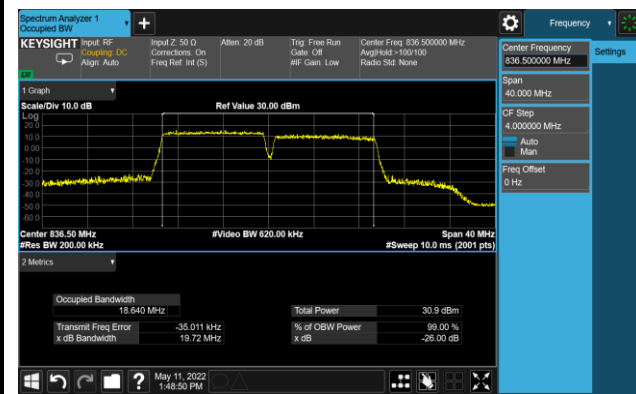 Spectrum Analyzer 1
Occupied BW
Frequency
KEYSIGHT
Input: RF
Coupling: DC
Align: Auto
Input Z: 50 Ω
Corrections: On
Freq Ref: Int (S)
Atten: 20 dB
Trig: Free Run
Gate: Off
#IF Gain: Low
Center Freq: 836.500000 MHz
Avg|Hold:>100/100
Radio Std: None
1 Graph
Scale/Div 10.0 dB
Ref Value 30.00 dBm
Log
20.0
10.0
0.00
-10.0
-20.0
-30.0
-40.0
-50.0
-60.0
Center 836.50 MHz
#Video BW 620.00 kHz
Span 40 MHz
#Res BW 200.00 kHz
#Sweep 10.0 ms (2001 pts)
2 Metrics
Occupied Bandwidth
18.640 MHz
Total Power
30.9 dBm
Transmit Freq Error
-35.011 kHz
% of OBW Power
99.00 %
x dB Bandwidth
19.72 MHz
x dB
-26.00 dB
May 11, 2022
1:48:50 PM
Center Frequency
836.500000 MHz
Settings
Span
40.000 MHz
CF Step
4.000000 MHz
Auto
Man
Freq Offset
0 Hz